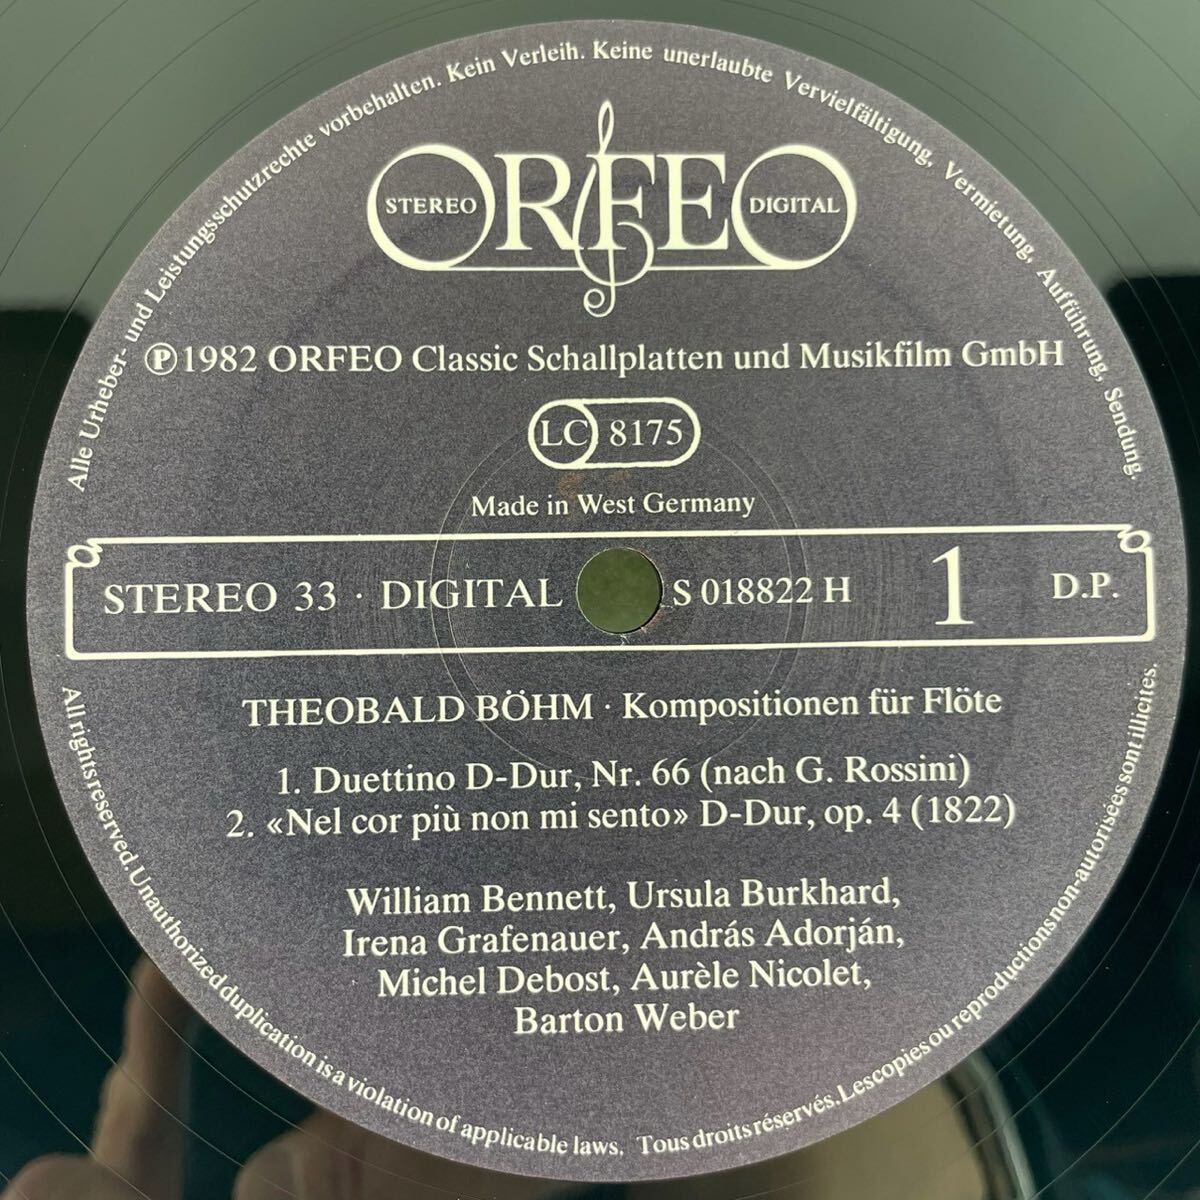 Alle Urheber- und Leistungsschutzrechte vorbehalten. Kein Verleih. Keine unerlaubte Vervielfältigung, Vermietung, Aufführung, Sendung.
ORFEO
STEREO
DIGITAL
Ⓟ1982 ORFEO Classic Schallplatten und Musikfilm GmbH
LC 8175
Made in West Germany
STEREO 33 · DIGITAL S 018822 H 1 D.P.
THEOBALD BÖHM · Kompositionen für Flöte
1. Duettino D-Dur, Nr. 66 (nach G. Rossini)
2. «Nel cor più non mi sento» D-Dur, op. 4 (1822)
William Bennett, Ursula Burkhard,
Irena Grafenauer, András Adorján,
Michel Debost, Aurèle Nicolet,
Barton Weber
All rights reserved. Unauthorized duplication is a violation of applicable laws. Tous droits réservés. Les copies ou reproductions non-autorisées sont illicites.